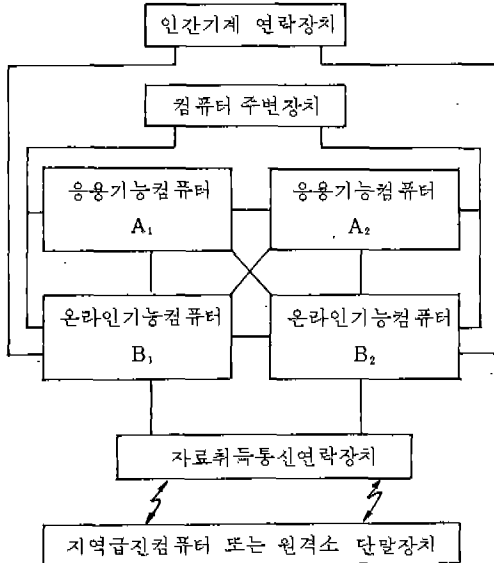 인간기계 연락장치
컴퓨터 주변장치
응용기능컴퓨터
A₁
응용기능컴퓨터
A₂
온라인기능컴퓨터
B₁
온라인기능컴퓨터
B₂
자료취득통신연락장치
지역급진컴퓨터 또는 원격소 단말장치